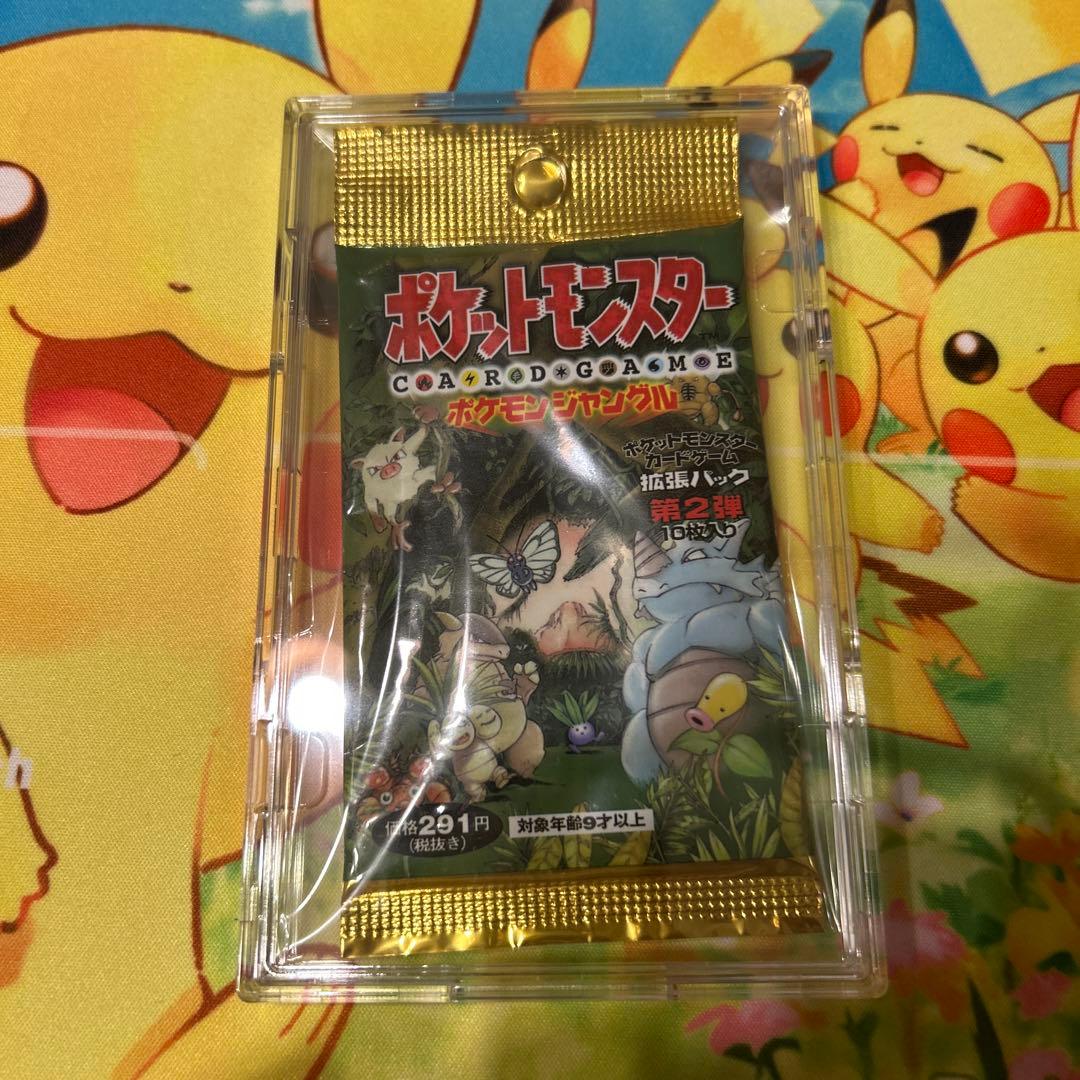 ポケットモンスター
CARD GAME
ポケモンジャングル
ポケットモンスター
カードゲーム
拡張パック
第2弾
10枚入り
価格291円
(税抜き)
対象年齢9才以上
h